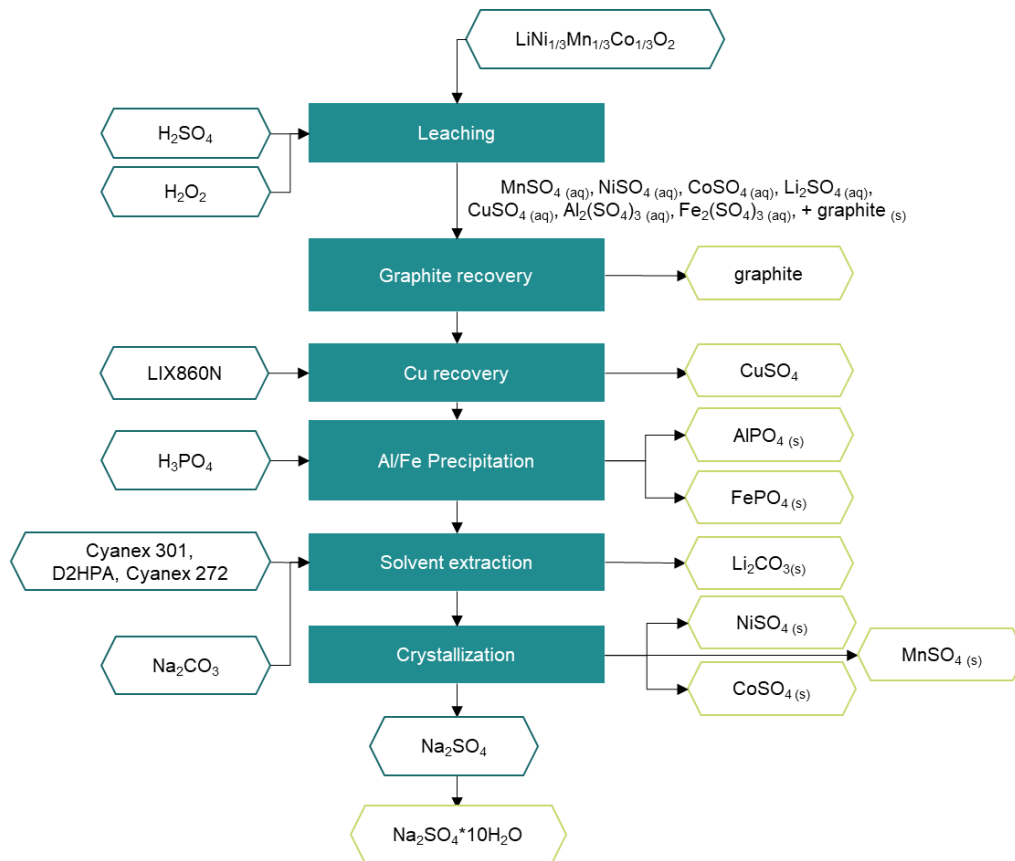 LiNi₁/₃Mn₁/₃Co₁/₃O₂
H₂SO₄
Leaching
H₂O₂
MnSO₄ (aq), NiSO₄ (aq), CoSO₄ (aq), Li₂SO₄ (aq),
CuSO₄ (aq), Al₂(SO₄)₃ (aq), Fe₂(SO₄)₃ (aq), + graphite (s)
Graphite recovery
graphite
LIX860N
Cu recovery
CuSO₄
H₃PO₄
Al/Fe Precipitation
AlPO₄ (s)
FePO₄ (s)
Cyanex 301,
D2HPA, Cyanex 272
Solvent extraction
Li₂CO₃(s)
Na₂CO₃
Crystallization
NiSO₄ (s)
MnSO₄ (s)
CoSO₄ (s)
Na₂SO₄
Na₂SO₄*10H₂O